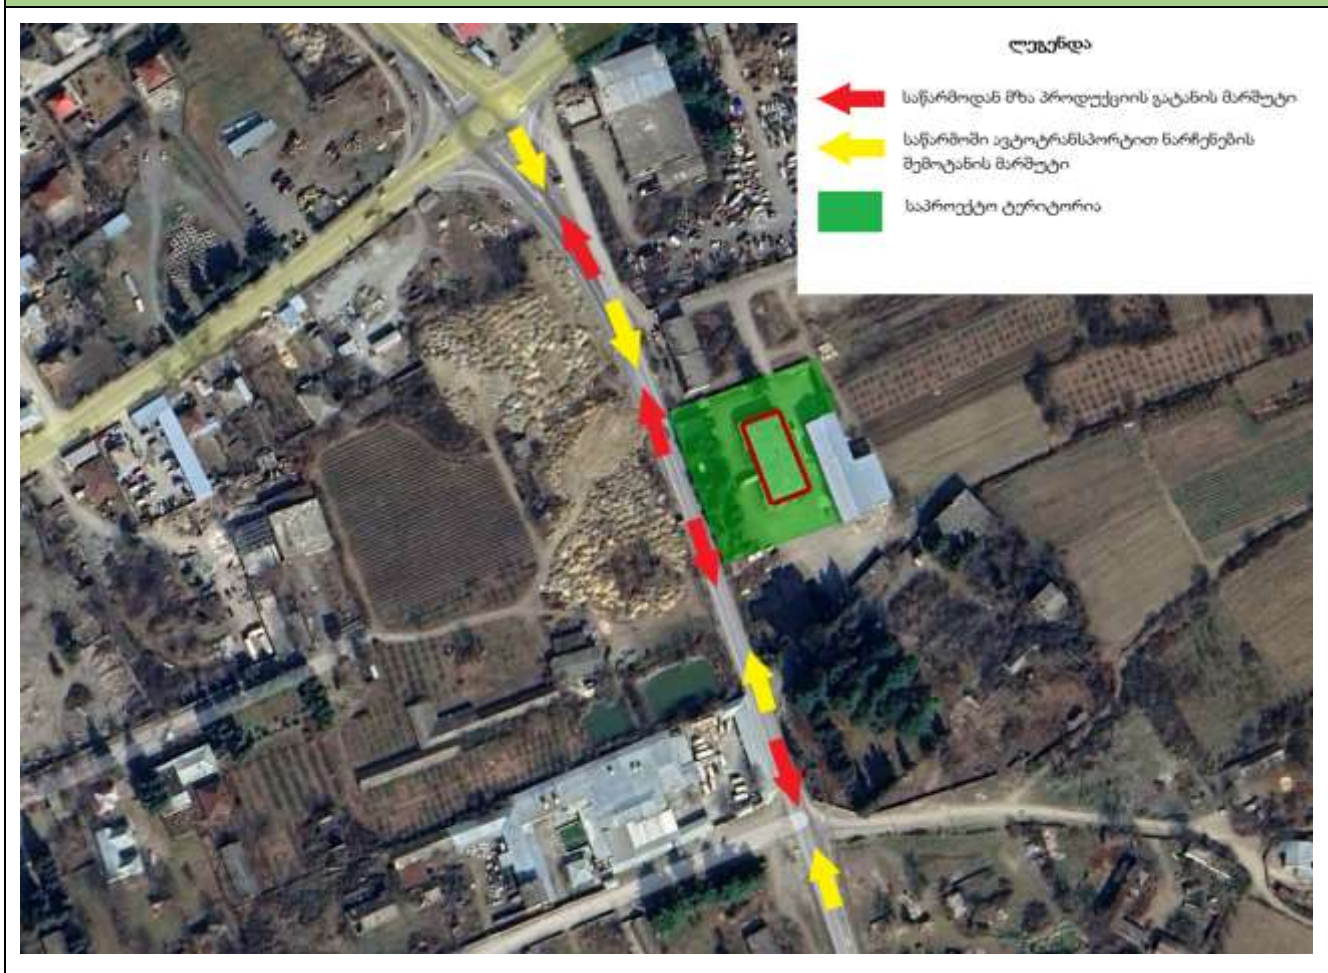 ლეგენდა
საწარმოდან მზა პროდუქციის გატანის მარშუტი
საწარმოში ავტოტრანსპორტით ნარჩენების
შემოტანის მარშუტი
საპროექტო ტერიტორია